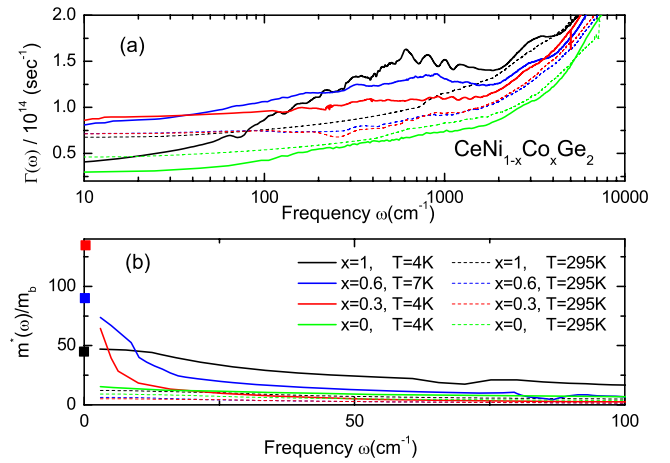 2.0
(a)
1.5
1.0
0.5
Γ(ω) / 10^14 (sec^-1)
CeNi1-xCoxGe2
10 100 1000 10000
Frequency ω(cm^-1)
(b)
x=1, T=4K x=1, T=295K
x=0.6, T=7K x=0.6, T=295K
x=0.3, T=4K x=0.3, T=295K
x=0, T=4K x=0, T=295K
100
50
0
m*(ω)/mb
0 50 100
Frequency ω(cm^-1)